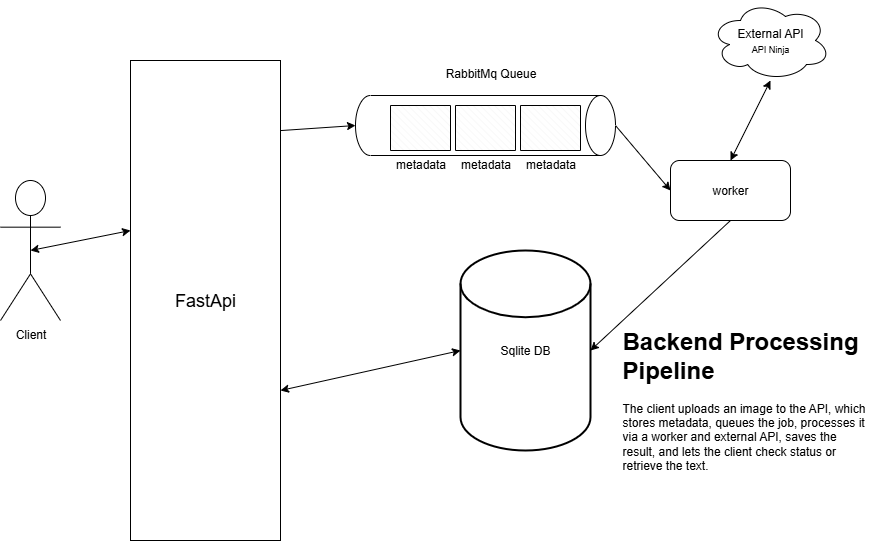 External API
API Ninja
RabbitMq Queue
metadata metadata metadata
worker
FastApi
Client
Sqlite DB
Backend Processing
Pipeline
The client uploads an image to the API, which
stores metadata, queues the job, processes it
via a worker and external API, saves the
result, and lets the client check status or
retrieve the text.